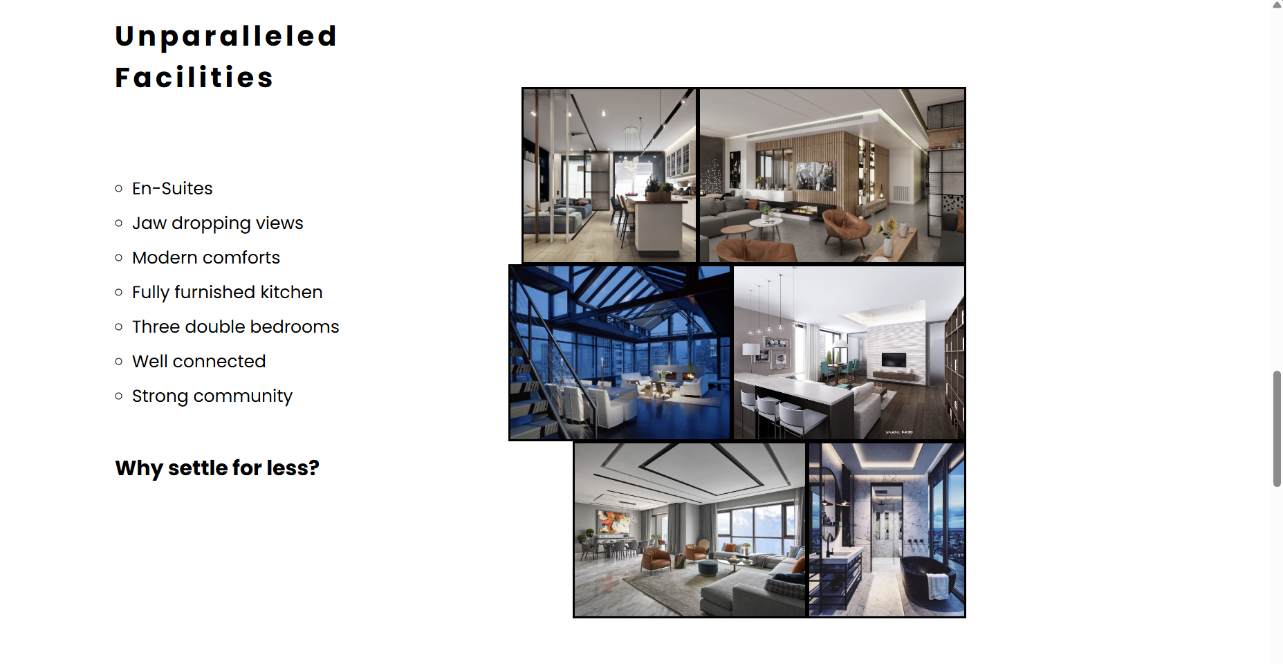 Unparalleled
Facilities
En-Suites
Jaw dropping views
Modern comforts
Fully furnished kitchen
Three double bedrooms
Well connected
Strong community
Why settle for less?